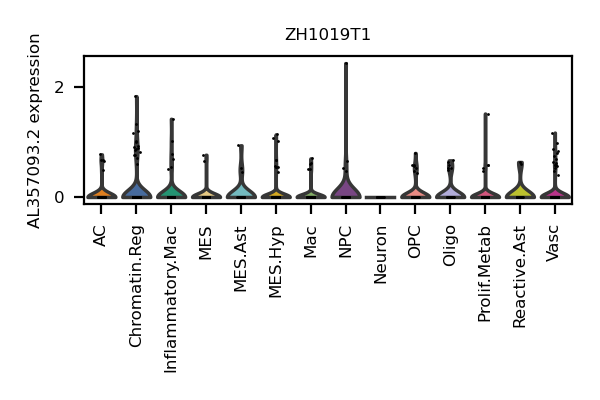 ZH1019T1
AL357093.2 expression
2
0
AC
Chromatin.Reg
Inflammatory.Mac
MES
MES.Ast
MES.Hyp
Mac
NPC
Neuron
OPC
Oligo
Prolif.Metab
Reactive.Ast
Vasc